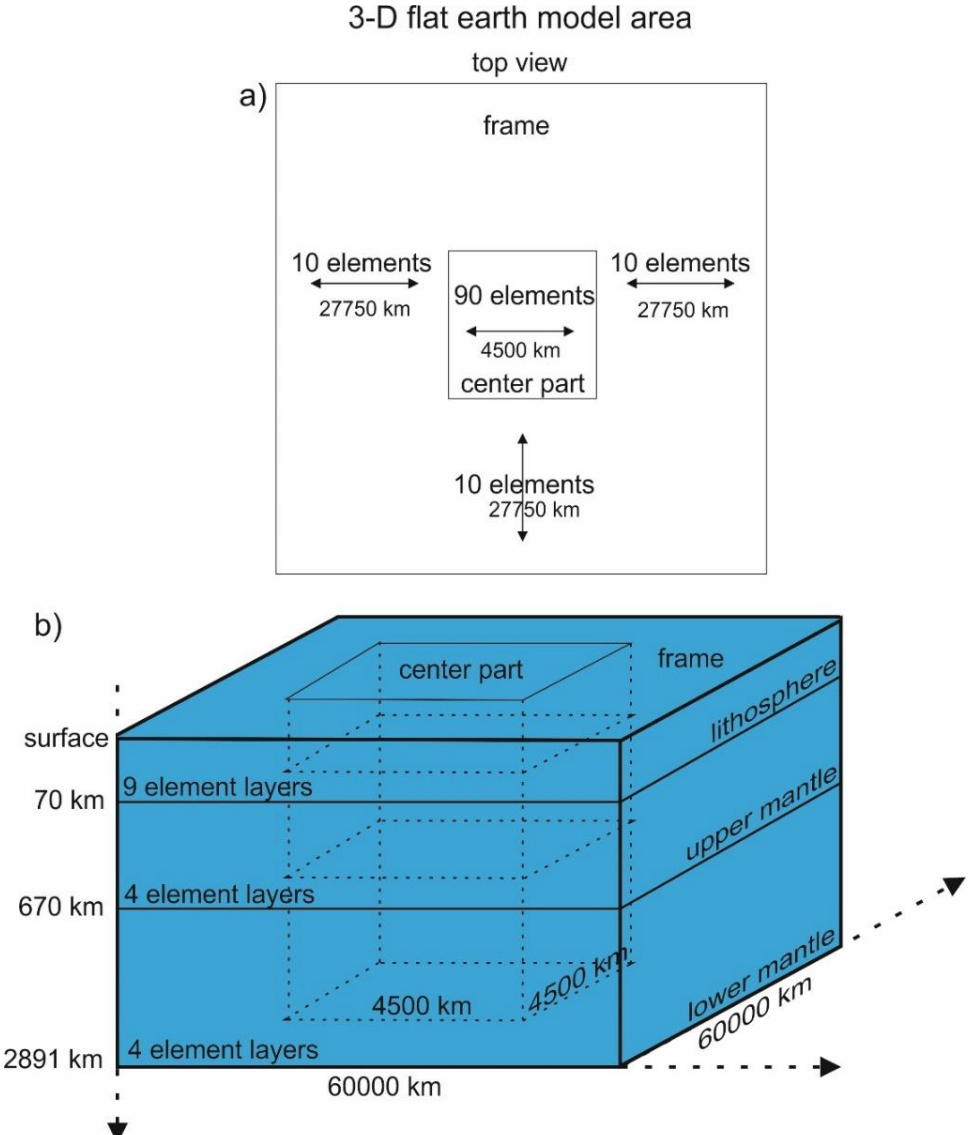 3-D flat earth model area
top view
a)
frame
10 elements
27750 km
90 elements
4500 km
center part
10 elements
27750 km
10 elements
27750 km
b)
center part
frame
lithosphere
surface
9 element layers
70 km
upper mantle
4 element layers
670 km
4500 km
4500 km
lower mantle
60000 km
4 element layers
2891 km
60000 km